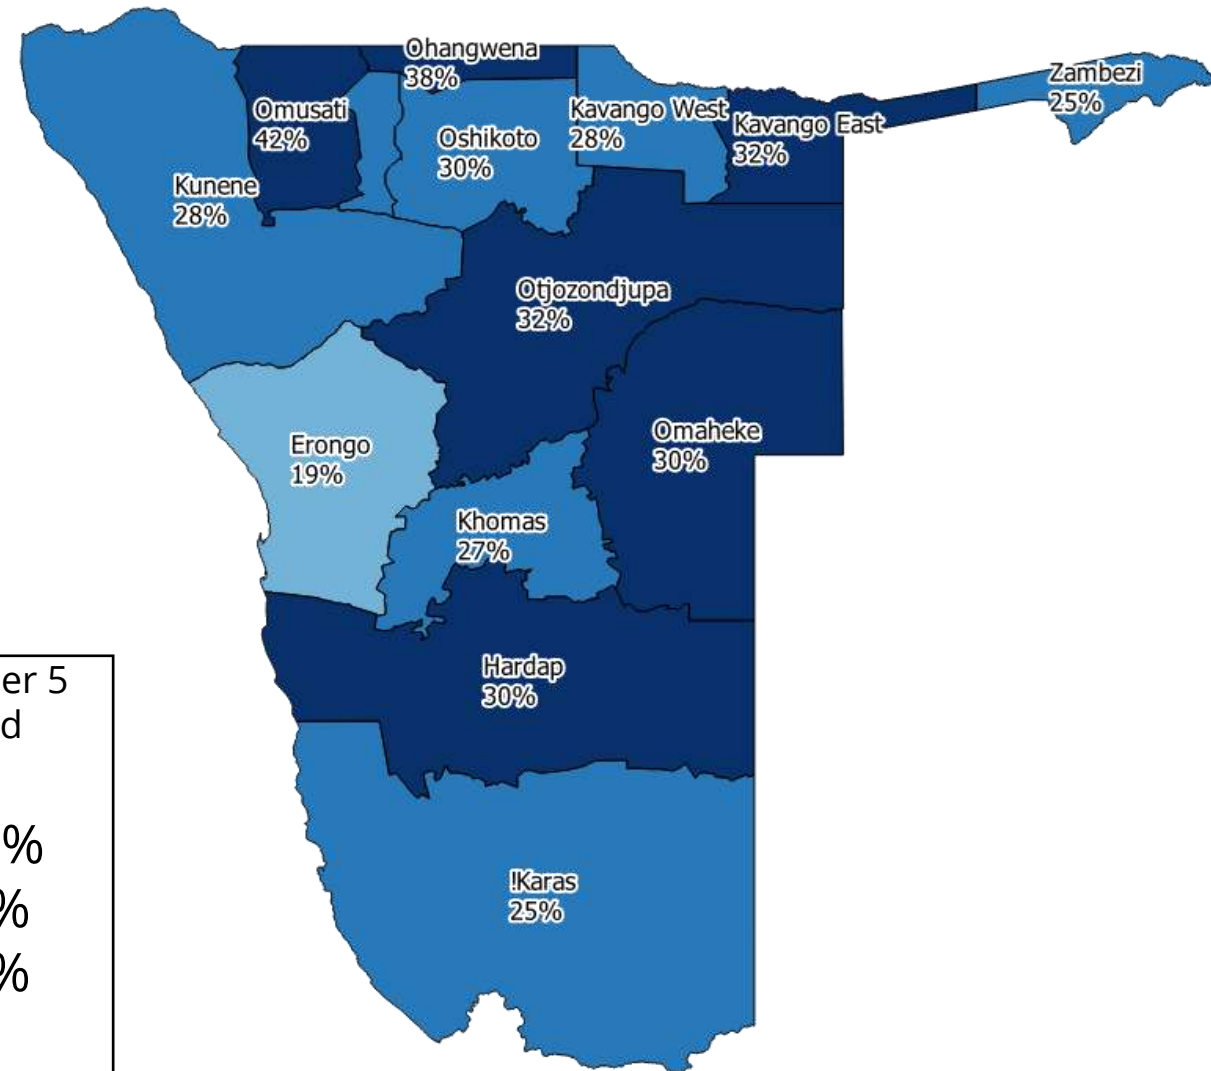 Ohangwena
38%
Zambezi
25%
Omusati
42%
Kavango West
28%
Kavango East
32%
Oshikoto
30%
Kunene
28%
Otjozondjupa
32%
Omaheke
30%
Erongo
19%
Khomas
27%
Hardap
30%
er 5
d
%
%
%
!Karas
25%